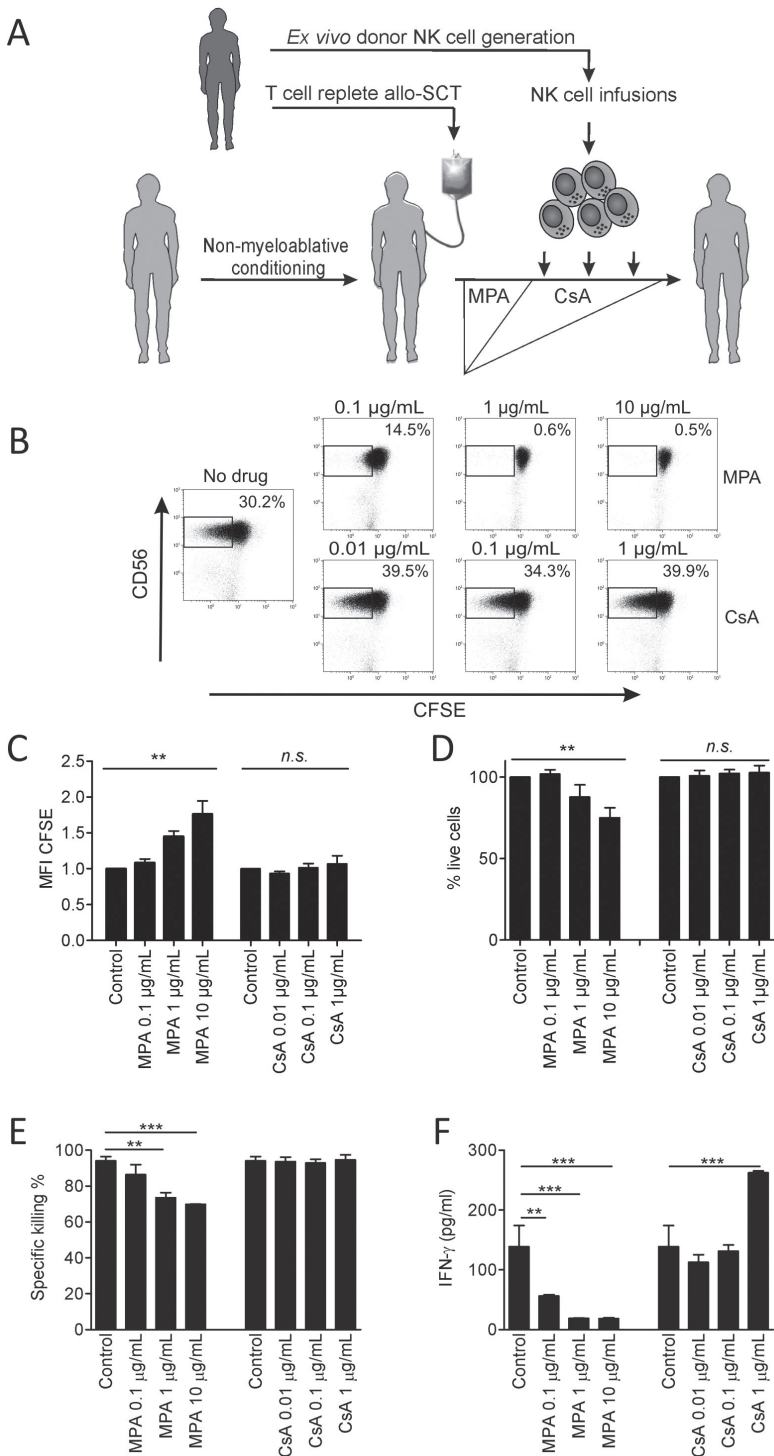 A
Ex vivo donor NK cell generation
T cell replete allo-SCT
NK cell infusions
Non-myeloablative
conditioning
MPA
CsA
B
0.1 µg/mL
1 µg/mL
10 µg/mL
14.5%
0.6%
0.5%
MPA
No drug
30.2%
0.01 µg/mL
0.1 µg/mL
1 µg/mL
39.5%
34.3%
39.9%
CsA
CD56
CFSE
C
**
n.s.
2.5
2.0
1.5
1.0
0.5
0.0
MFI CFSE
Control
MPA 0.1 µg/mL
MPA 1 µg/mL
MPA 10 µg/mL
Control
CsA 0.01 µg/mL
CsA 0.1 µg/mL
CsA 1µg/mL
D
**
n.s.
100
50
0
% live cells
Control
MPA 0.1 µg/mL
MPA 1 µg/mL
MPA 10 µg/mL
Control
CsA 0.01 µg/mL
CsA 0.1 µg/mL
CsA 1 µg/mL
E
***
**
100
80
60
40
20
0
Specific killing %
Control
MPA 0.1 µg/mL
MPA 1 µg/mL
MPA 10 µg/mL
Control
CsA 0.01 µg/mL
CsA 0.1 µg/mL
CsA 1 µg/mL
F
***
***
**
***
300
200
100
0
IFN-γ (pg/ml)
Control
MPA 0.1 µg/mL
MPA 1 µg/mL
MPA 10 µg/mL
Control
CsA 0.01 µg/mL
CsA 0.1 µg/mL
CsA 1 µg/mL